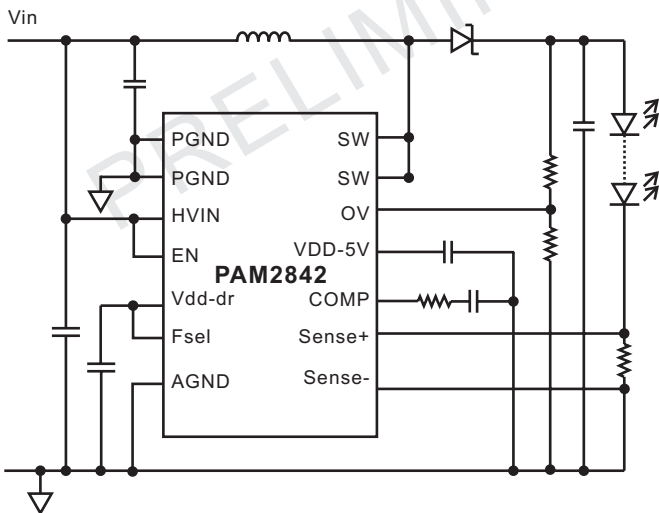 Vin
PRELIMI
PGND
PGND
HVIN
EN
Vdd-dr
Fsel
AGND
PAM2842
SW
SW
OV
VDD-5V
COMP
Sense+
Sense-